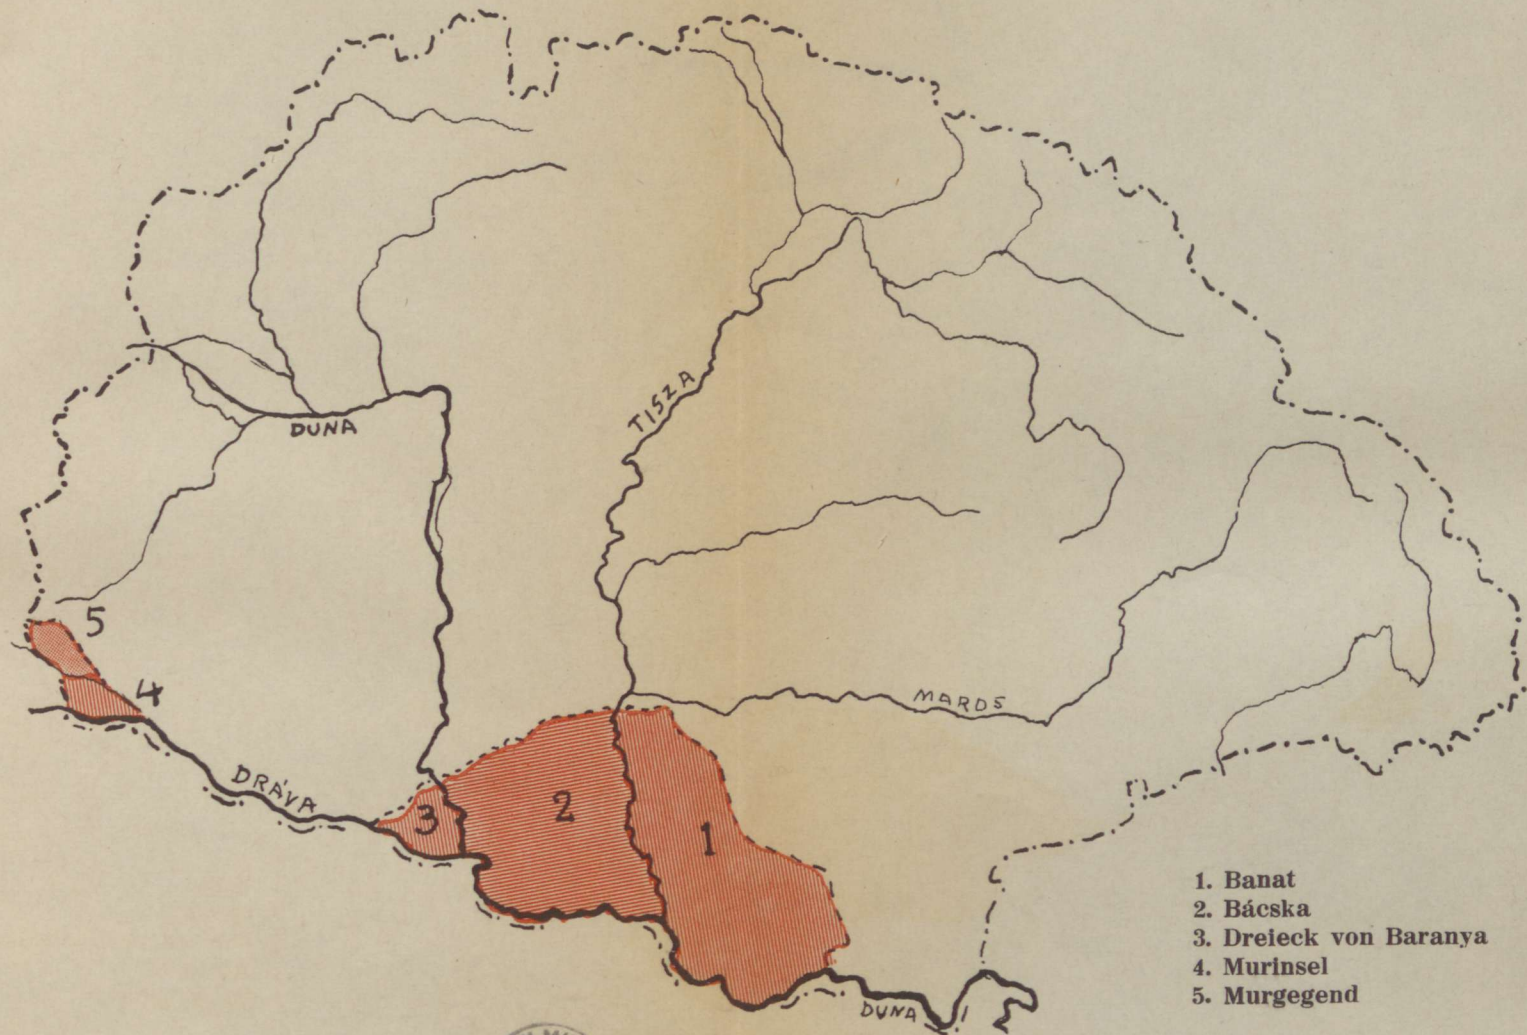 DUNA
TISZA
5
4
MAROS
DRÁVA
3
2
1
DUNA
1. Banat
2. Bácska
3. Dreieck von Baranya
4. Murinsel
5. Murgegend